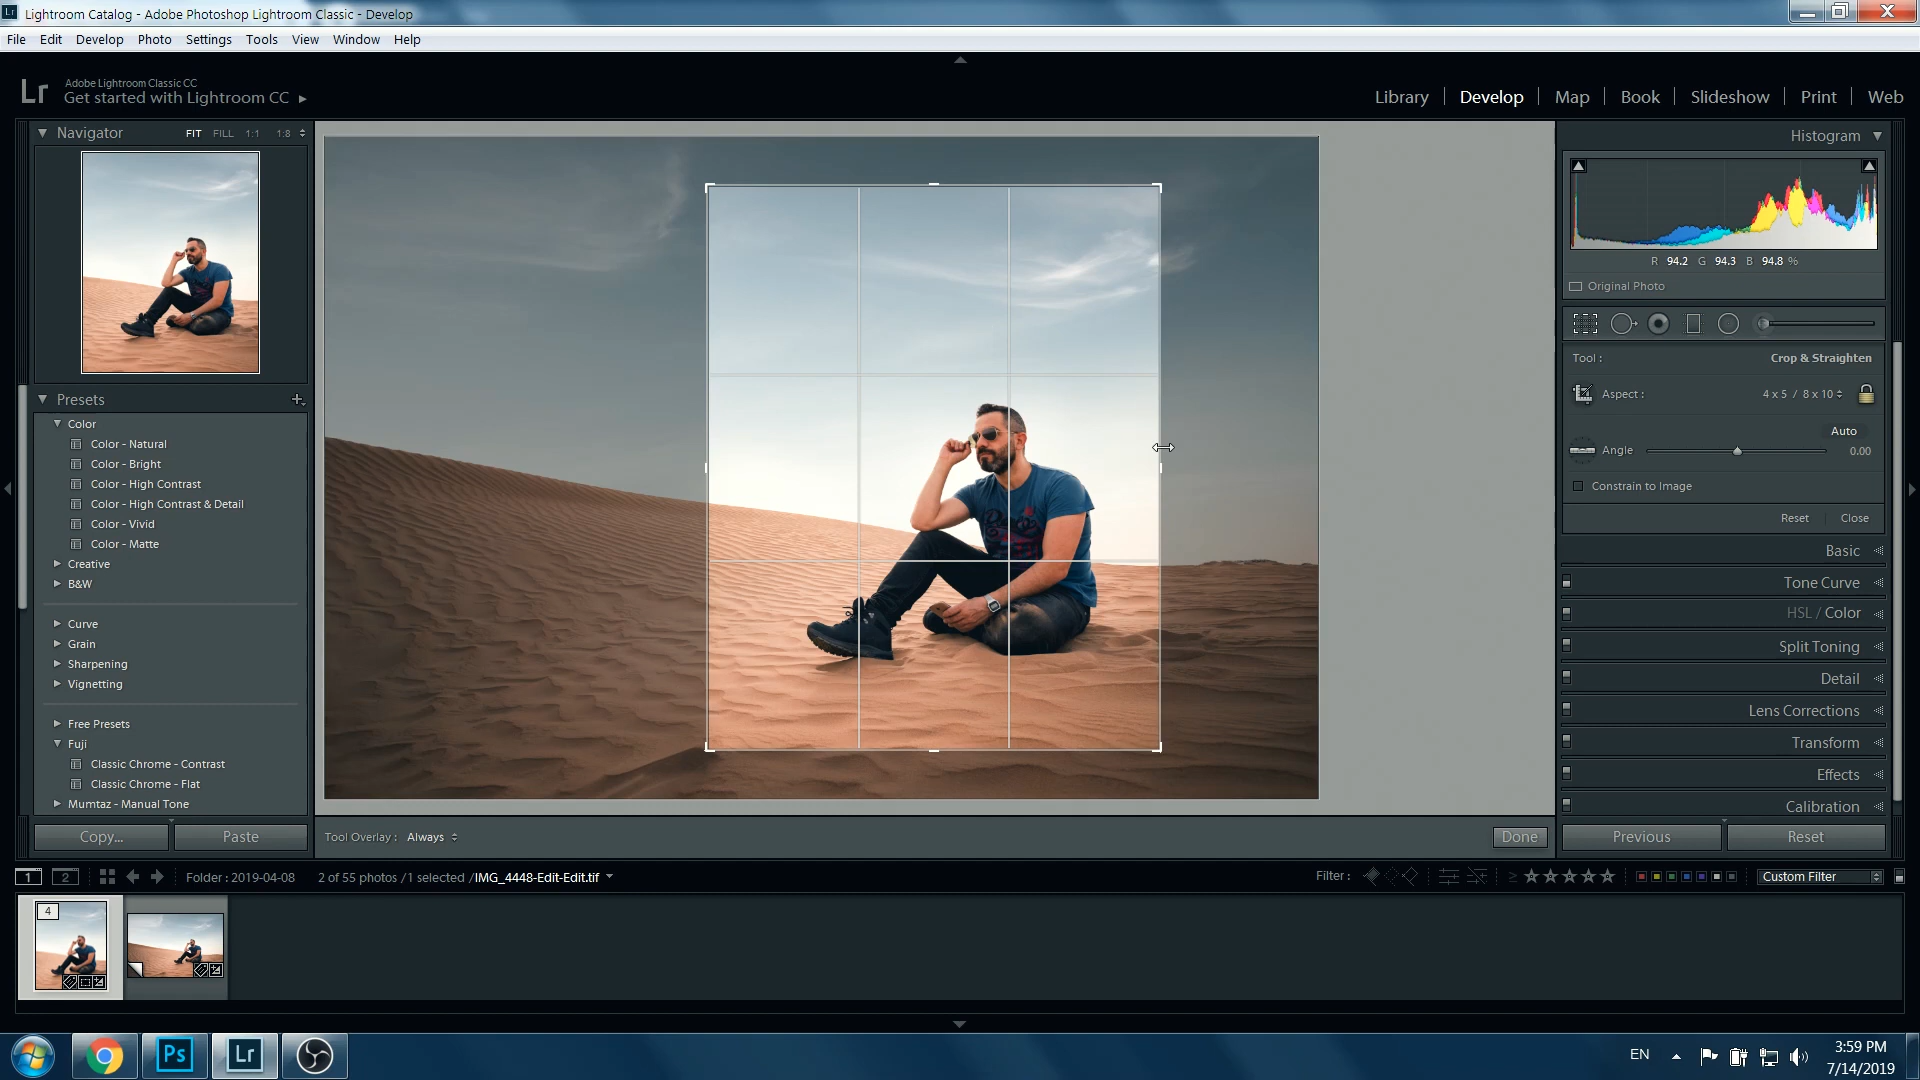 Lr Lightroom Catalog - Adobe Photoshop Lightroom Classic - Develop
File Edit Develop Photo Settings Tools View Window Help
Lr
Adobe Lightroom Classic CC
Get started with Lightroom CC
Library Develop Map Book Slideshow Print Web
Navigator FIT FILL 1:1 1:8
Presets
Color
Color - Natural
Color - Bright
Color - High Contrast
Color - High Contrast & Detail
Color - Vivid
Color - Matte
Creative
B&W
Curve
Grain
Sharpening
Vignetting
Free Presets
Fuji
Classic Chrome - Contrast
Classic Chrome - Flat
Mumtaz - Manual Tone
Copy... Paste
Tool Overlay : Always
Done
Histogram
R 94.2 G 94.3 B 94.8 %
Original Photo
Tool : Crop & Straighten
Aspect : 4 x 5 / 8 x 10
Auto
Angle 0.00
Constrain to Image
Reset Close
Basic
Tone Curve
HSL / Color
Split Toning
Detail
Lens Corrections
Transform
Effects
Calibration
Previous Reset
1 2 Folder : 2019-04-08 2 of 55 photos /1 selected /IMG_4448-Edit-Edit.tif Filter : Custom Filter
4
Ps Lr
EN
3:59 PM
7/14/2019